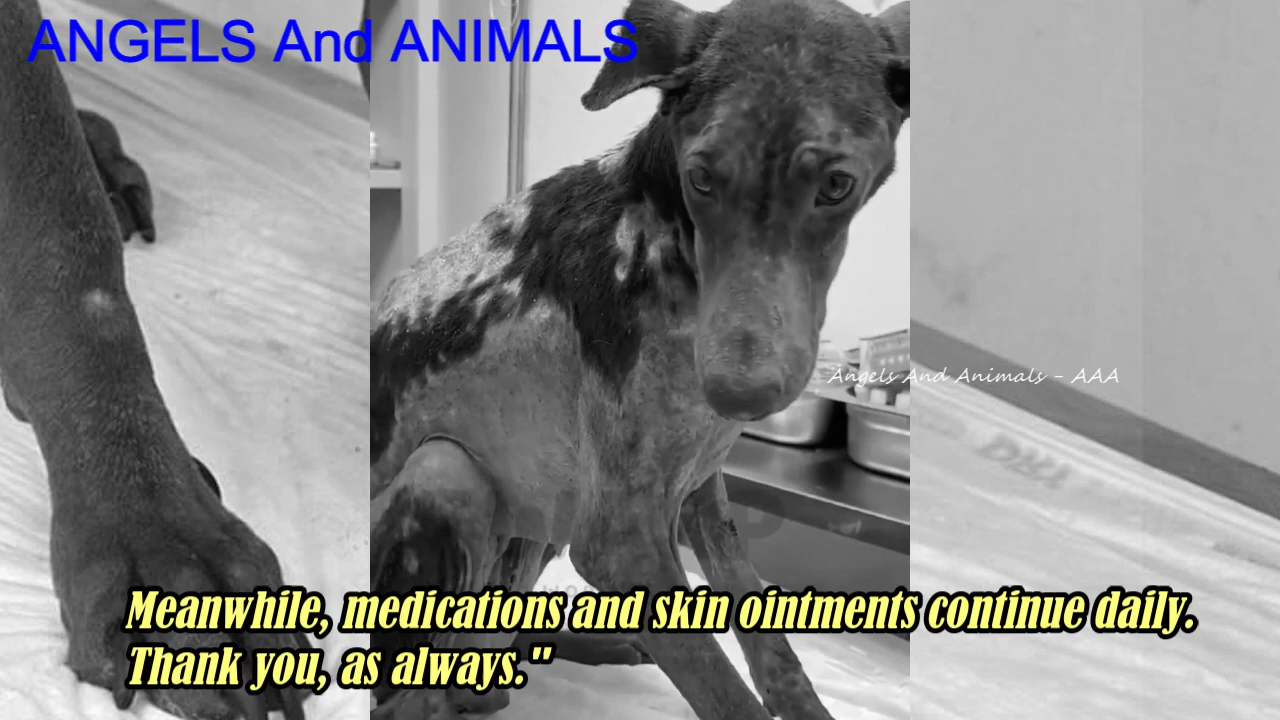 ANGELS And ANIMALS
Angels And Animals - AAA
Meanwhile, medications and skin ointments continue daily.
Thank you, as always."